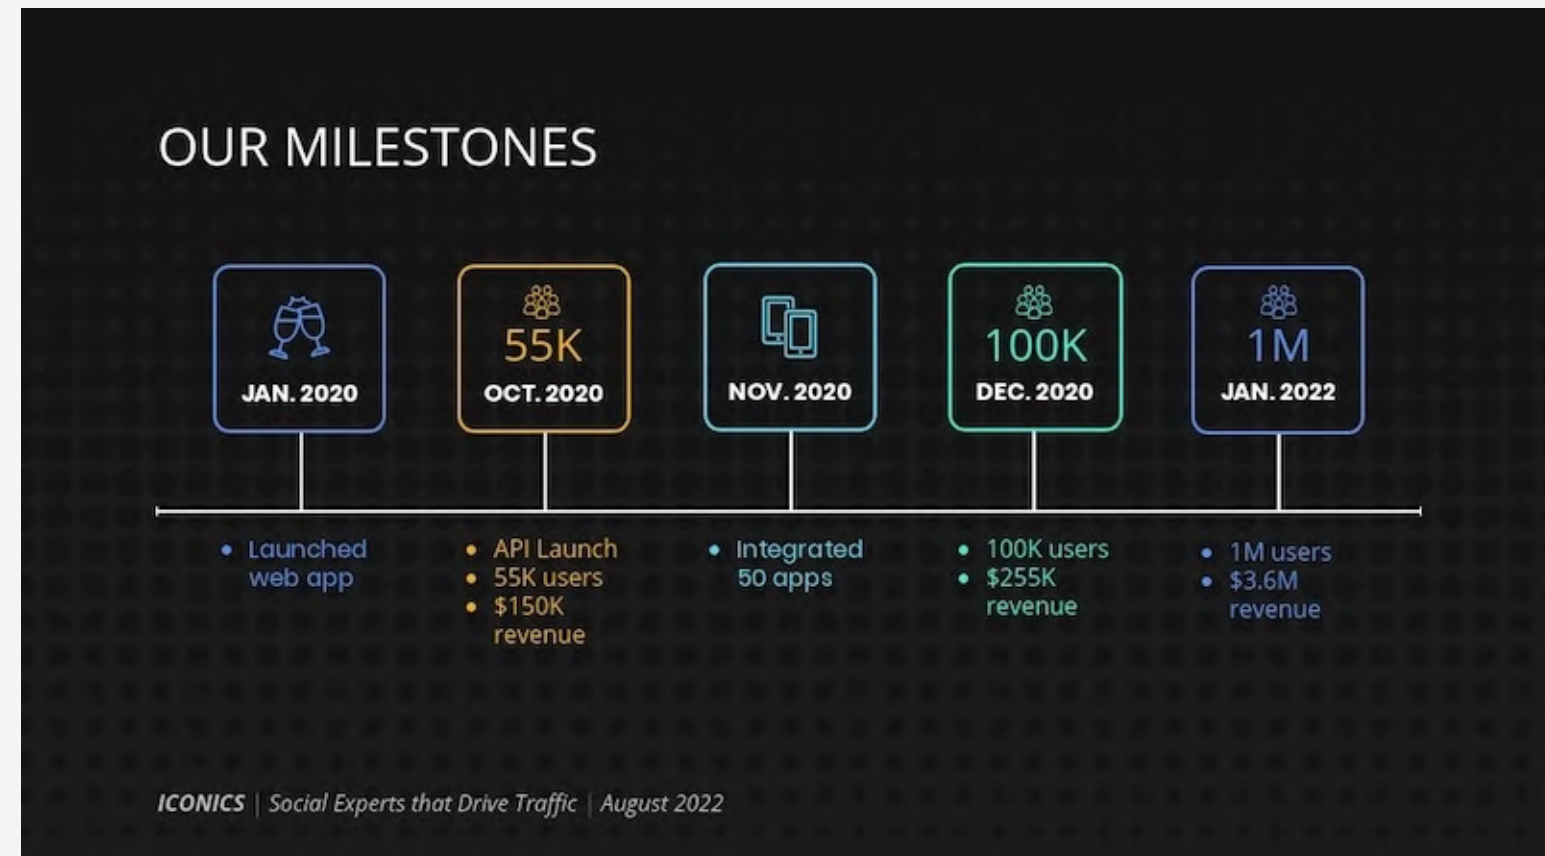 OUR MILESTONES
55K
100K
1M
JAN. 2020
OCT. 2020
NOV. 2020
DEC. 2020
JAN. 2022
• Launched
web app
• API Launch
• 55K users
• $150K
revenue
• Integrated
50 apps
• 100K users
• $255K
revenue
• 1M users
• $3.6M
revenue
ICONICS | Social Experts that Drive Traffic | August 2022